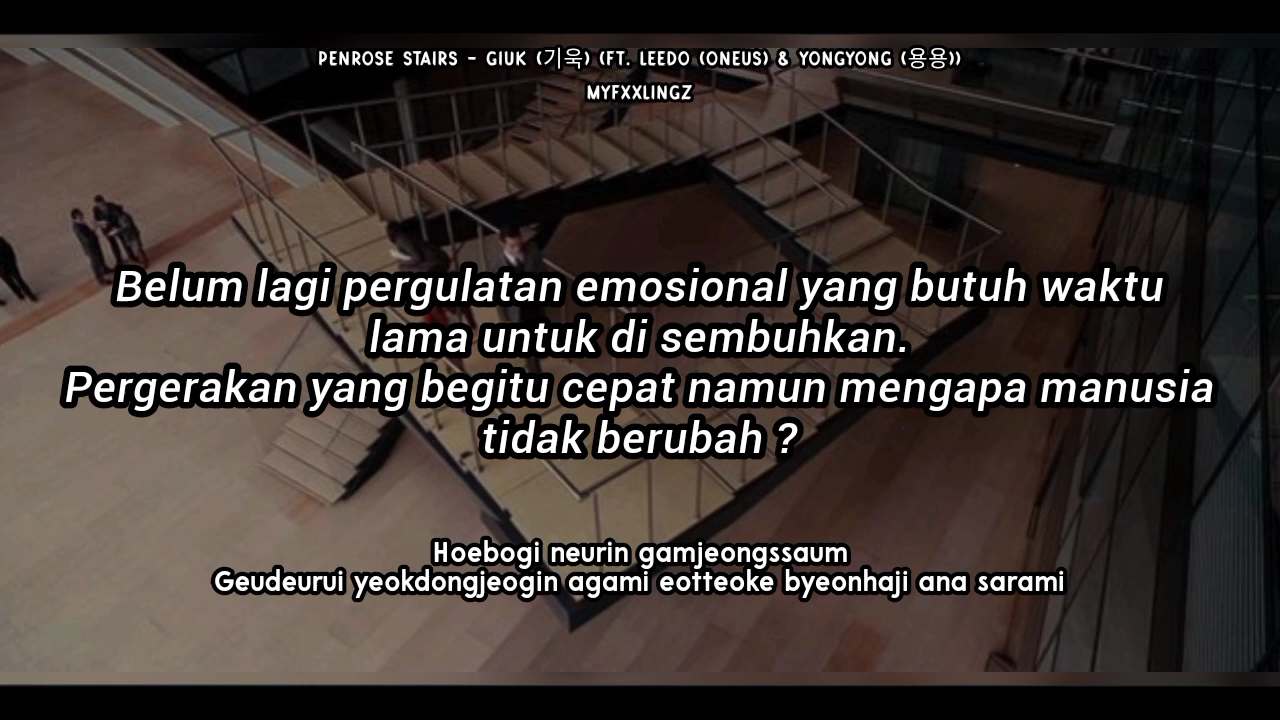 PENROSE STAIRS - GIUK (기욱) (FT. LEEDO (ONEUS) & YONGYONG (용용))
MYFXXLINGZ
Belum lagi pergulatan emosional yang butuh waktu
lama untuk di sembuhkan.
Pergerakan yang begitu cepat namun mengapa manusia
tidak berubah ?
Hoebogi neurin gamjeongssaum
Geudeurui yeokdongjeogin agami eotteoke byeonhaji ana sarami